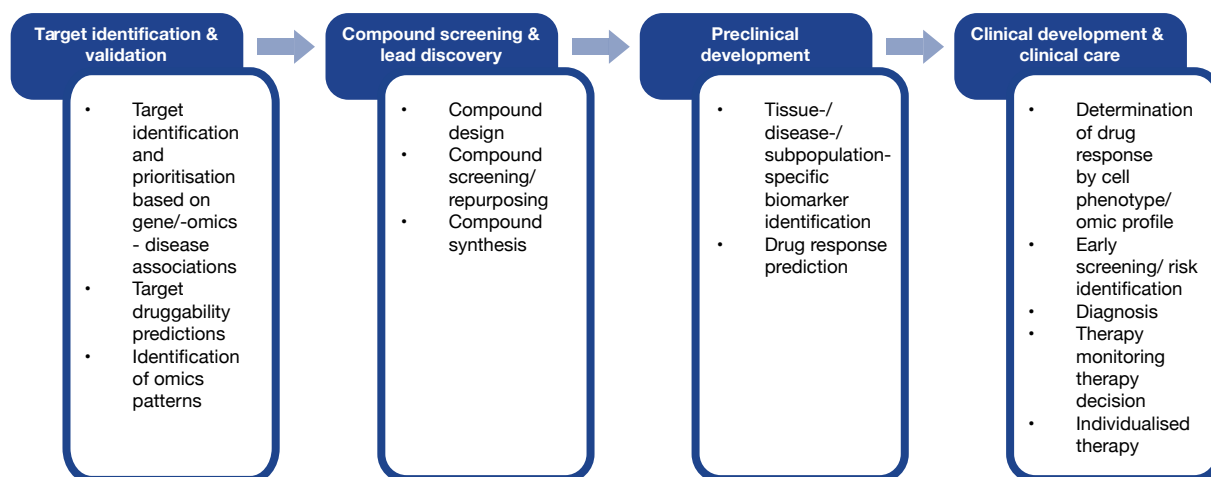 Target identification &
validation
• Target
identification
and
prioritisation
based on
gene/-omics
- disease
associations
• Target
druggability
predictions
• Identification
of omics
patterns
Compound screening &
lead discovery
• Compound
design
• Compound
screening/
repurposing
• Compound
synthesis
Preclinical
development
• Tissue-/
disease-/
subpopulation-
specific
biomarker
identification
• Drug response
prediction
Clinical development &
clinical care
• Determination
of drug
response
by cell
phenotype/
omic profile
• Early
screening/ risk
identification
• Diagnosis
• Therapy
monitoring
therapy
decision
• Individualised
therapy